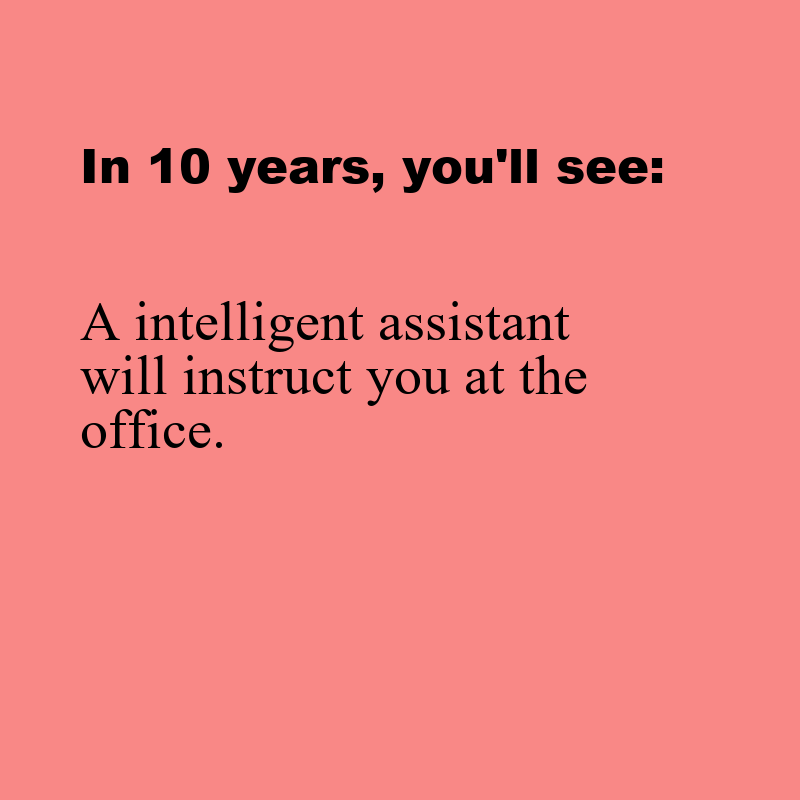 In 10 years, you'll see:
A intelligent assistant
will instruct you at the
office.